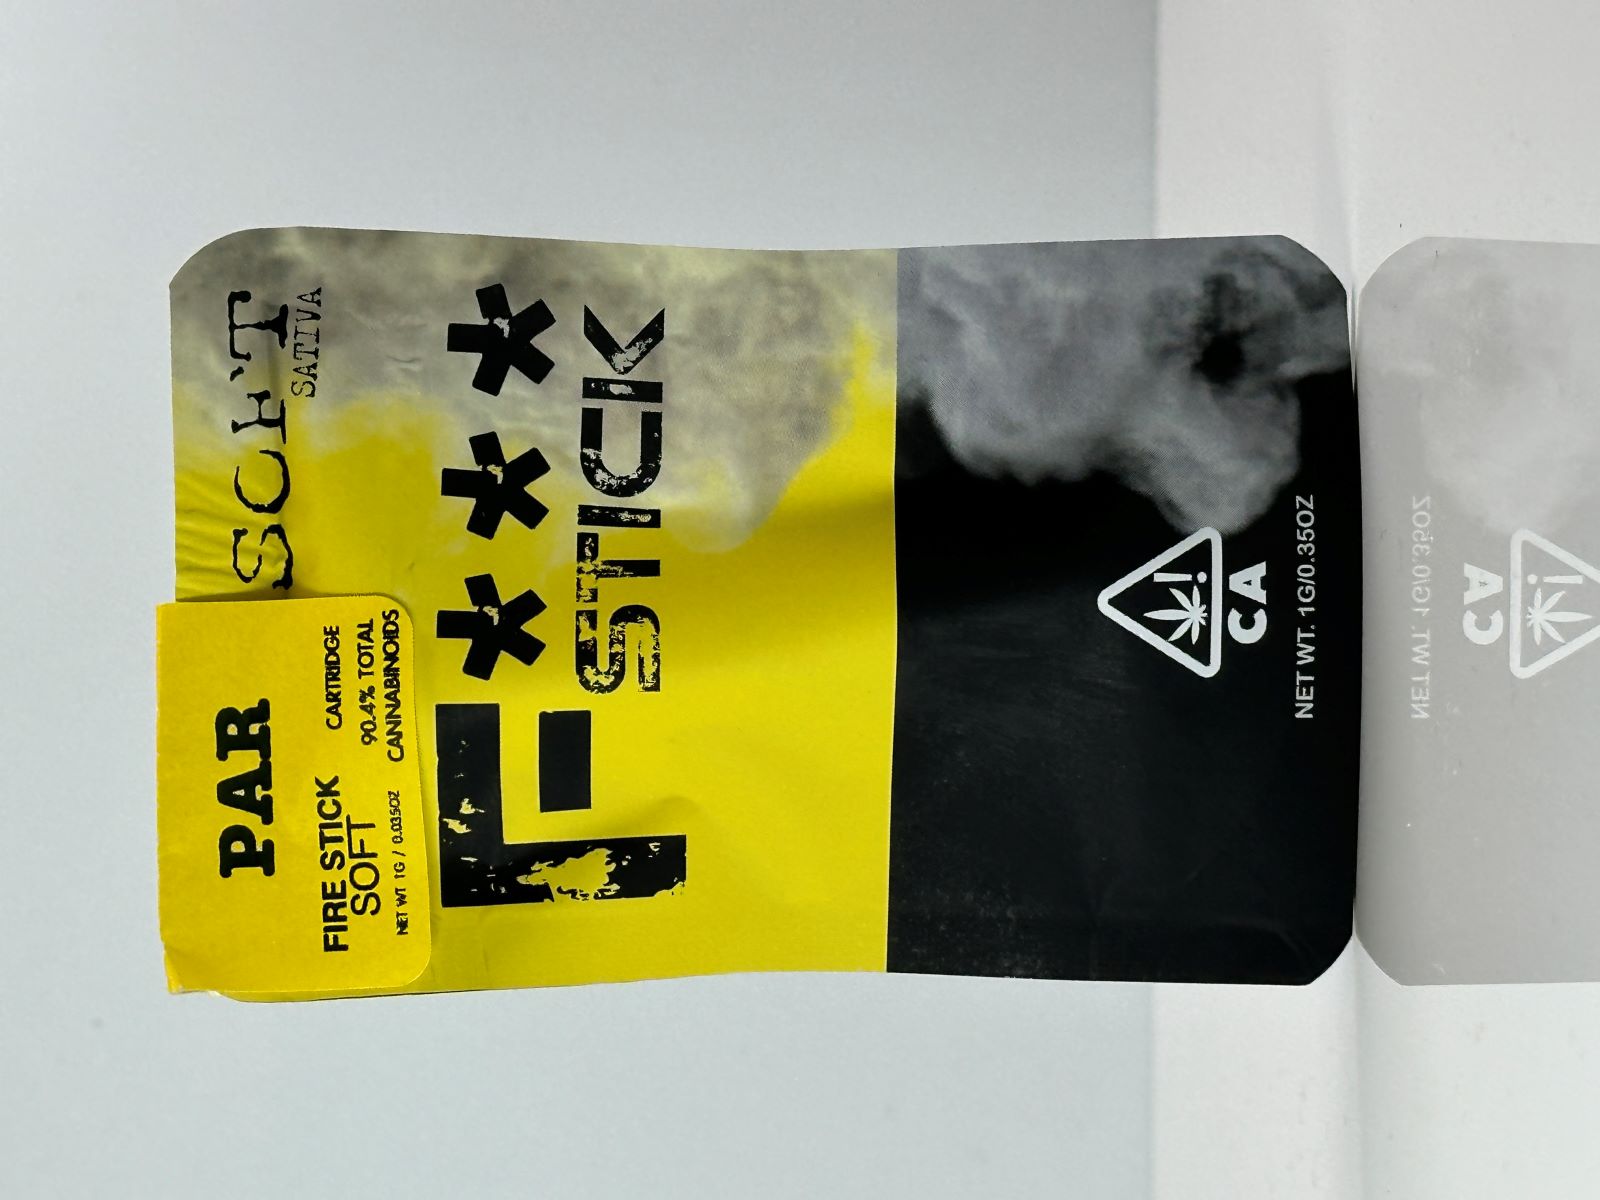 PAR
FIRE STICK
SOFT
NET WT 1G / 0.035OZ
CARTRIDGE
90.4% TOTAL
CANNABINOIDS
SOFT
SATIVA
F***
STICK
!
CA
NET WT. 1G/0.35OZ